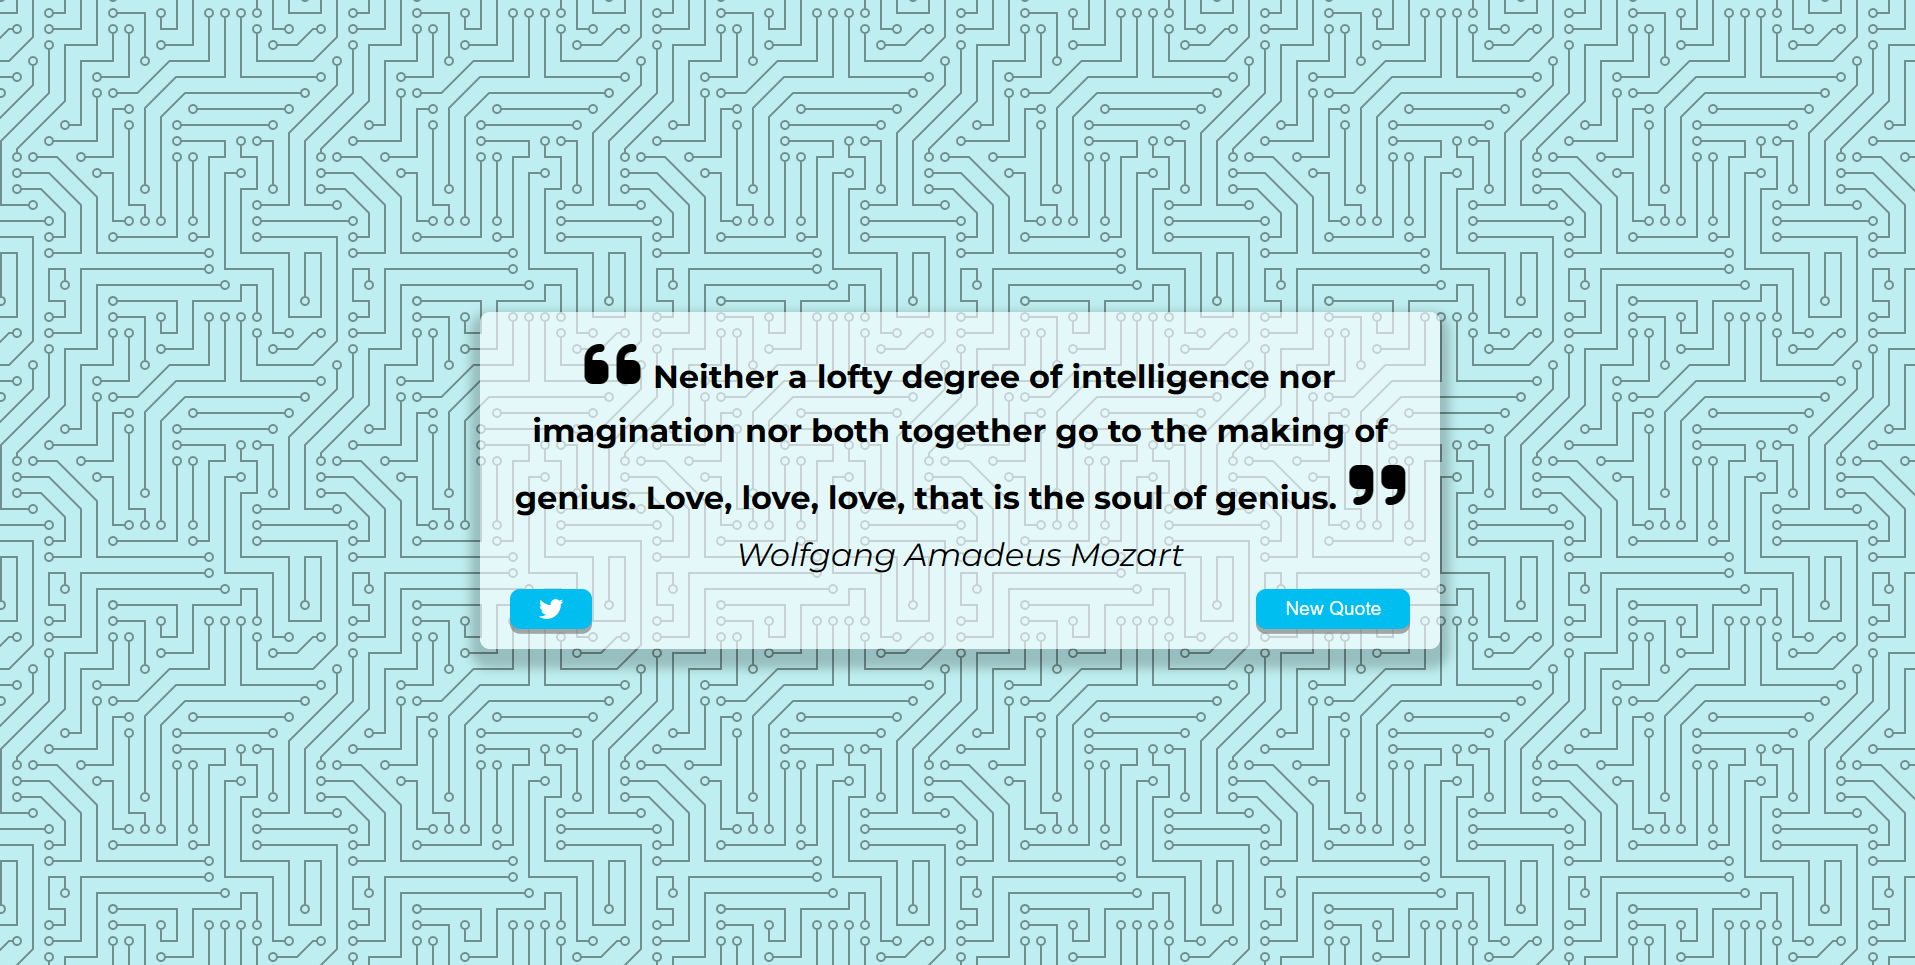 ❝ Neither a lofty degree of intelligence nor
imagination nor both together go to the making of
genius. Love, love, love, that is the soul of genius. ❞
Wolfgang Amadeus Mozart
New Quote